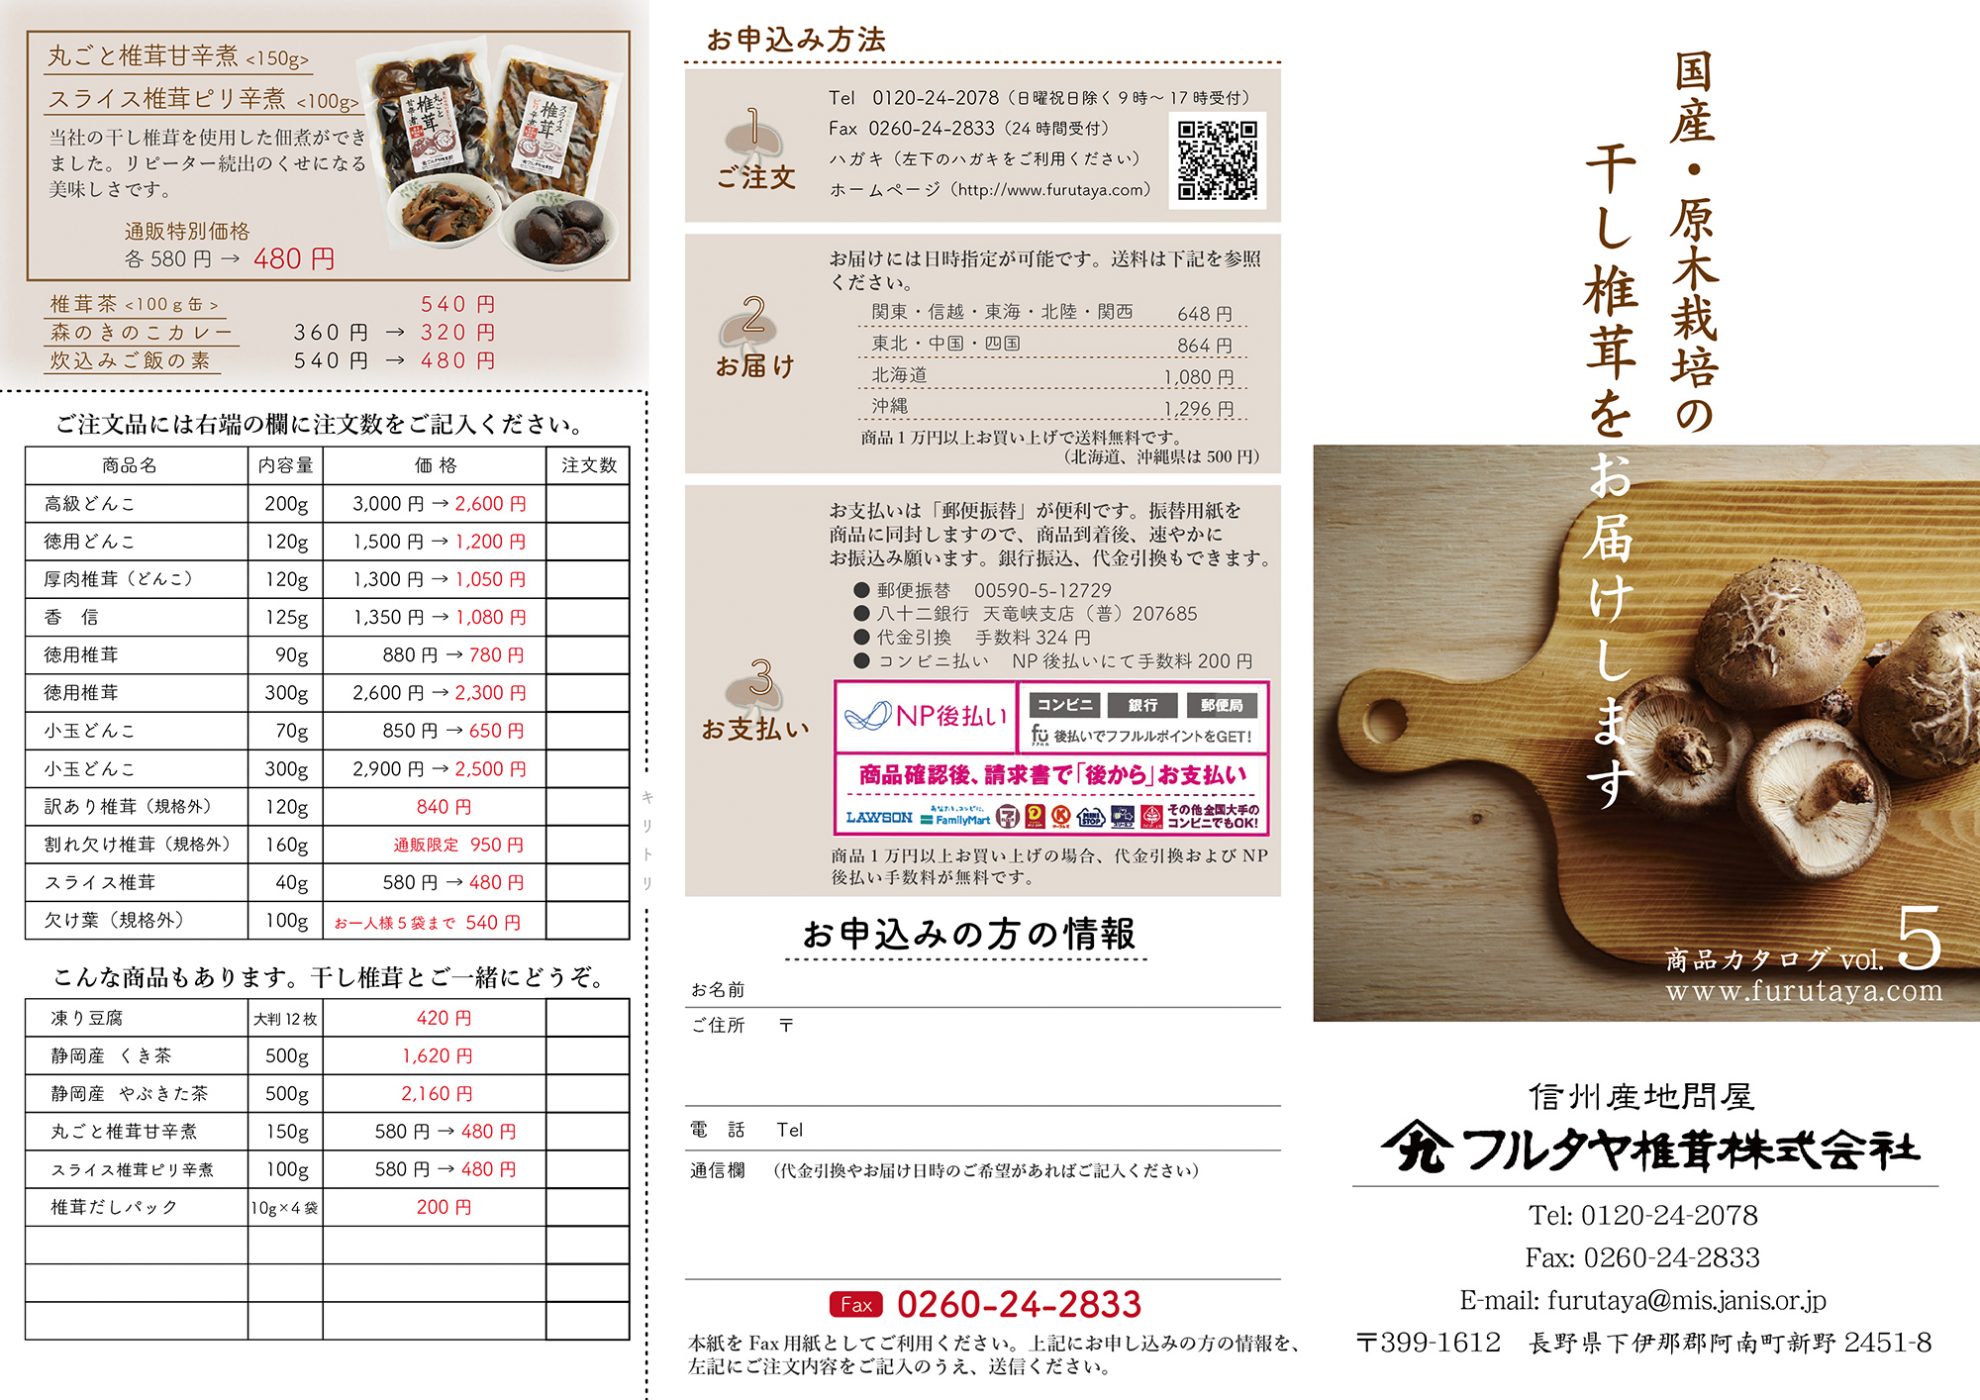 丸ごと椎茸甘辛煮 <150g>
スライス椎茸ピリ辛煮 <100g>
当社の干し椎茸を使用した佃煮ができ
ました。リピーター続出のくせになる
美味しさです。
通販特別価格
各 580 円 → 480 円
椎茸茶 <100ｇ缶 > 540 円
森のきのこカレー 360 円 → 320 円
炊込みご飯の素 540 円 → 480 円
ご注文品には右端の欄に注文数をご記入ください。
商品名 内容量 価 格 注文数
高級どんこ 200g 3,000 円 → 2,600 円
徳用どんこ 120g 1,500 円 → 1,200 円
厚肉椎茸（どんこ） 120g 1,300 円 → 1,050 円
香　信 125g 1,350 円 → 1,080 円
徳用椎茸 90g 880 円 → 780 円
徳用椎茸 300g 2,600 円 → 2,300 円
小玉どんこ 70g 850 円 → 650 円
小玉どんこ 300g 2,900 円 → 2,500 円
訳あり椎茸（規格外） 120g 840 円
割れ欠け椎茸（規格外） 160g 通販限定 950 円
スライス椎茸 40g 580 円 → 480 円
欠け葉（規格外） 100g お一人様 5 袋まで 540 円
キリトリ
こんな商品もあります。干し椎茸とご一緒にどうぞ。
凍り豆腐 大判 12 枚 420 円
静岡産 くき茶 500g 1,620 円
静岡産 やぶきた茶 500g 2,160 円
丸ごと椎茸甘辛煮 150g 580 円 → 480 円
スライス椎茸ピリ辛煮 100g 580 円 → 480 円
椎茸だしパック 10g×4 袋 200 円
お申込み方法
1
ご注文
Tel 0120-24-2078（日曜祝日除く 9 時～ 17 時受付）
Fax 0260-24-2833（24 時間受付）
ハガキ（左下のハガキをご利用ください）
ホームページ（http://www.furutaya.com）
2
お届け
お届けには日時指定が可能です。送料は下記を参照
ください。
関東・信越・東海・北陸・関西 648 円
東北・中国・四国 864 円
北海道 1,080 円
沖縄 1,296 円
商品 1 万円以上お買い上げで送料無料です。
（北海道、沖縄県は 500 円）
3
お支払い
お支払いは「郵便振替」が便利です。振替用紙を
商品に同封しますので、商品到着後、速やかに
お振込み願います。銀行振込、代金引換もできます。
● 郵便振替 00590-5-12729
● 八十二銀行 天竜峡支店（普）207685
● 代金引換 手数料 324 円
● コンビニ払い NP 後払いにて手数料 200 円
NP後払い
コンビニ 銀行 郵便局
後払いでフフルルポイントをGET!
商品確認後、請求書で「後から」お支払い
LAWSON FamilyMart その他全国大手の
コンビニでもOK!
商品 1 万円以上お買い上げの場合、代金引換および NP
後払い手数料が無料です。
お申込みの方の情報
お名前
ご住所 〒
電　話 Tel
通信欄 （代金引換やお届け日時のご希望があればご記入ください）
Fax 0260-24-2833
本紙を Fax 用紙としてご利用ください。上記にお申し込みの方の情報を、
左記にご注文内容をご記入のうえ、送信ください。
国産・原木栽培の
干し椎茸をお届けします
商品カタログ vol. 5
www.furutaya.com
信州産地問屋
フルタヤ椎茸株式会社
Tel: 0120-24-2078
Fax: 0260-24-2833
E-mail: furutaya@mis.janis.or.jp
〒399-1612　長野県下伊那郡阿南町新野 2451-8